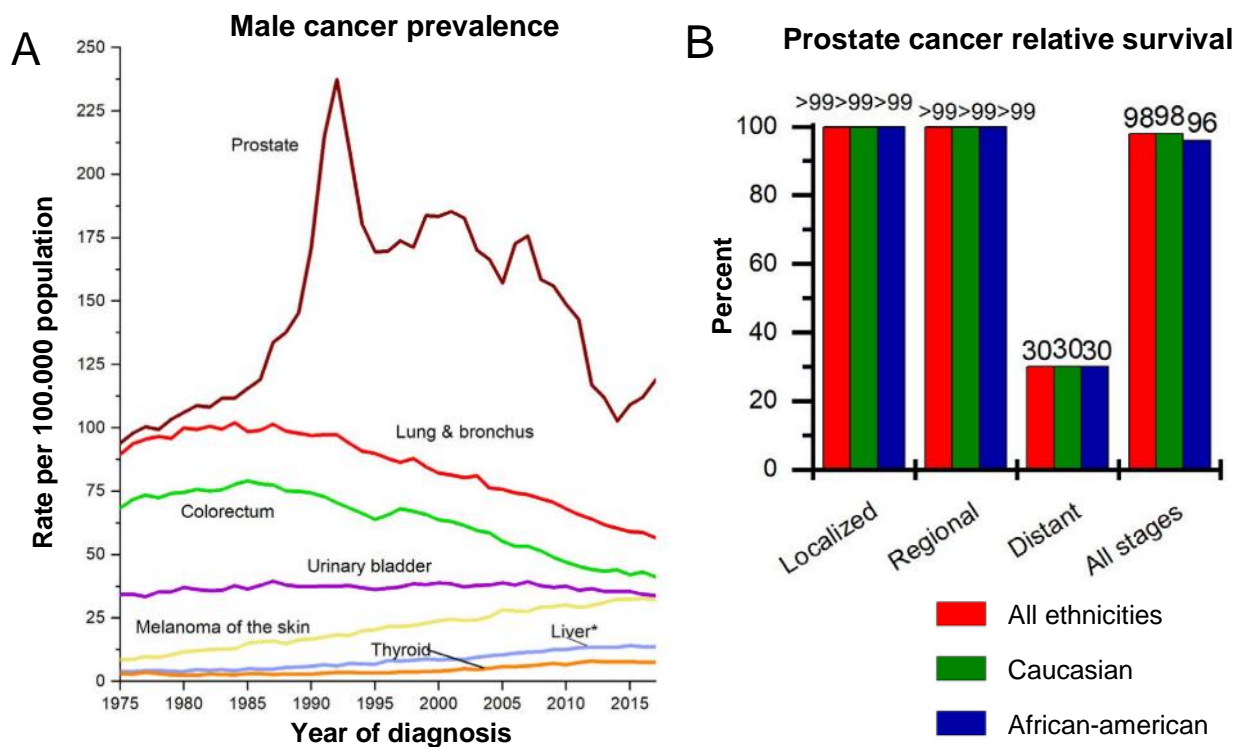 A
Male cancer prevalence
Rate per 100.000 population
250
225
200
175
150
125
100
75
50
25
0
Prostate
Lung & bronchus
Colorectum
Urinary bladder
Melanoma of the skin
Liver*
Thyroid
1975 1980 1985 1990 1995 2000 2005 2010 2015
Year of diagnosis
B
Prostate cancer relative survival
Percent
100
80
60
40
20
0
>99>99>99 >99>99>99 303030 989896
Localized Regional Distant All stages
All ethnicities
Caucasian
African-american